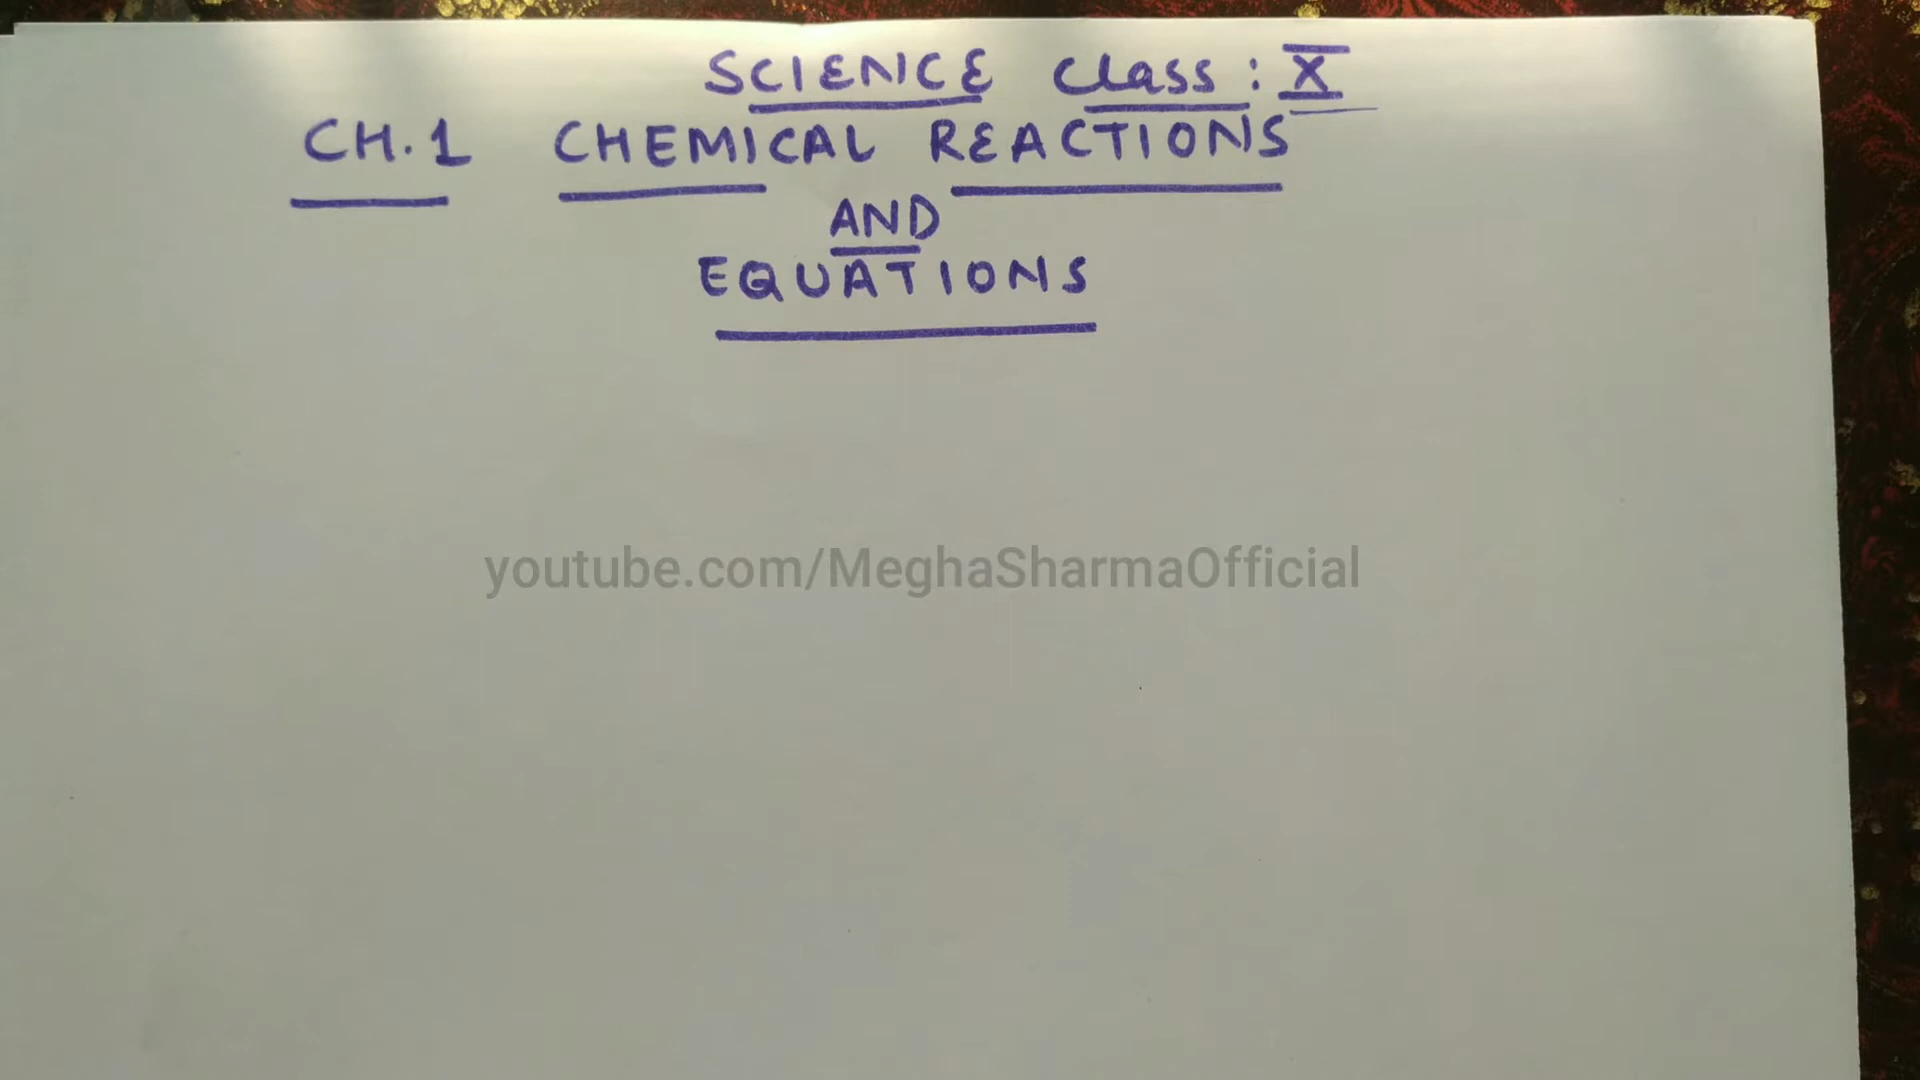 SCIENCE Class : X
CH.1 CHEMICAL REACTIONS
AND
EQUATIONS
youtube.com/MeghaSharmaOfficial